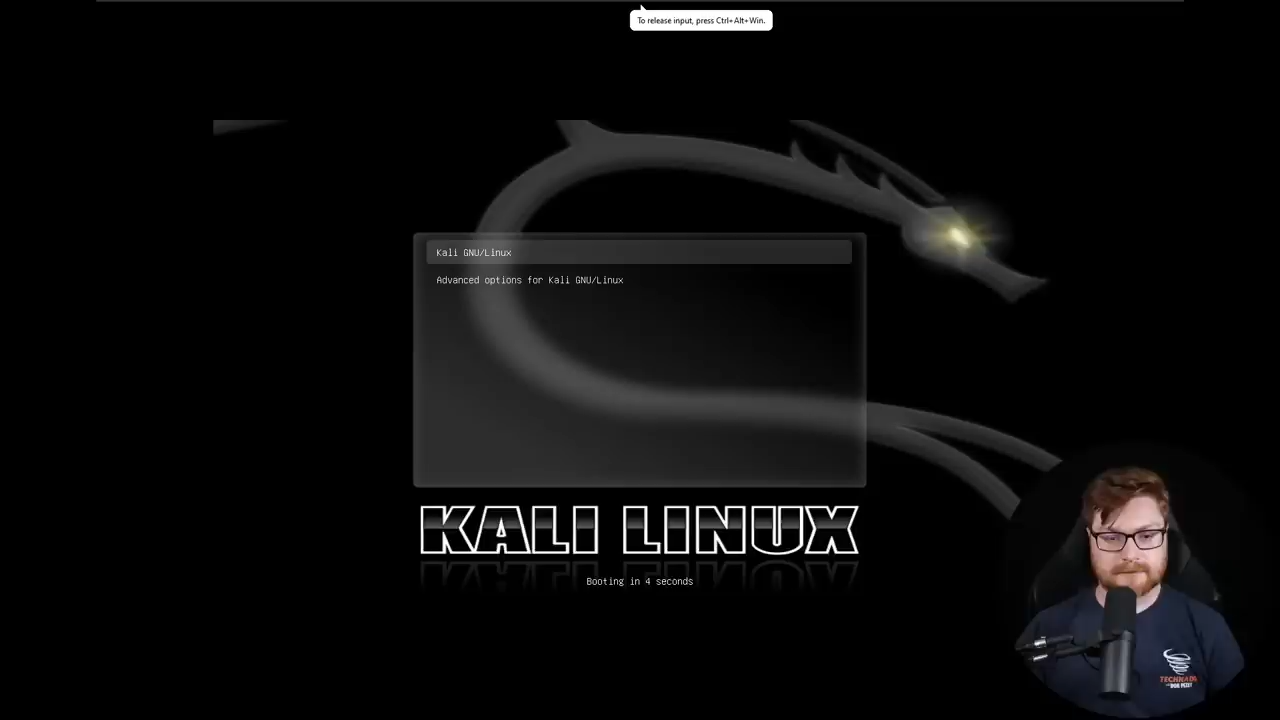 To release input, press Ctrl+Alt+Win.
Kali GNU/Linux
Advanced options for Kali GNU/Linux
KALI LINUX
Booting in 4 seconds